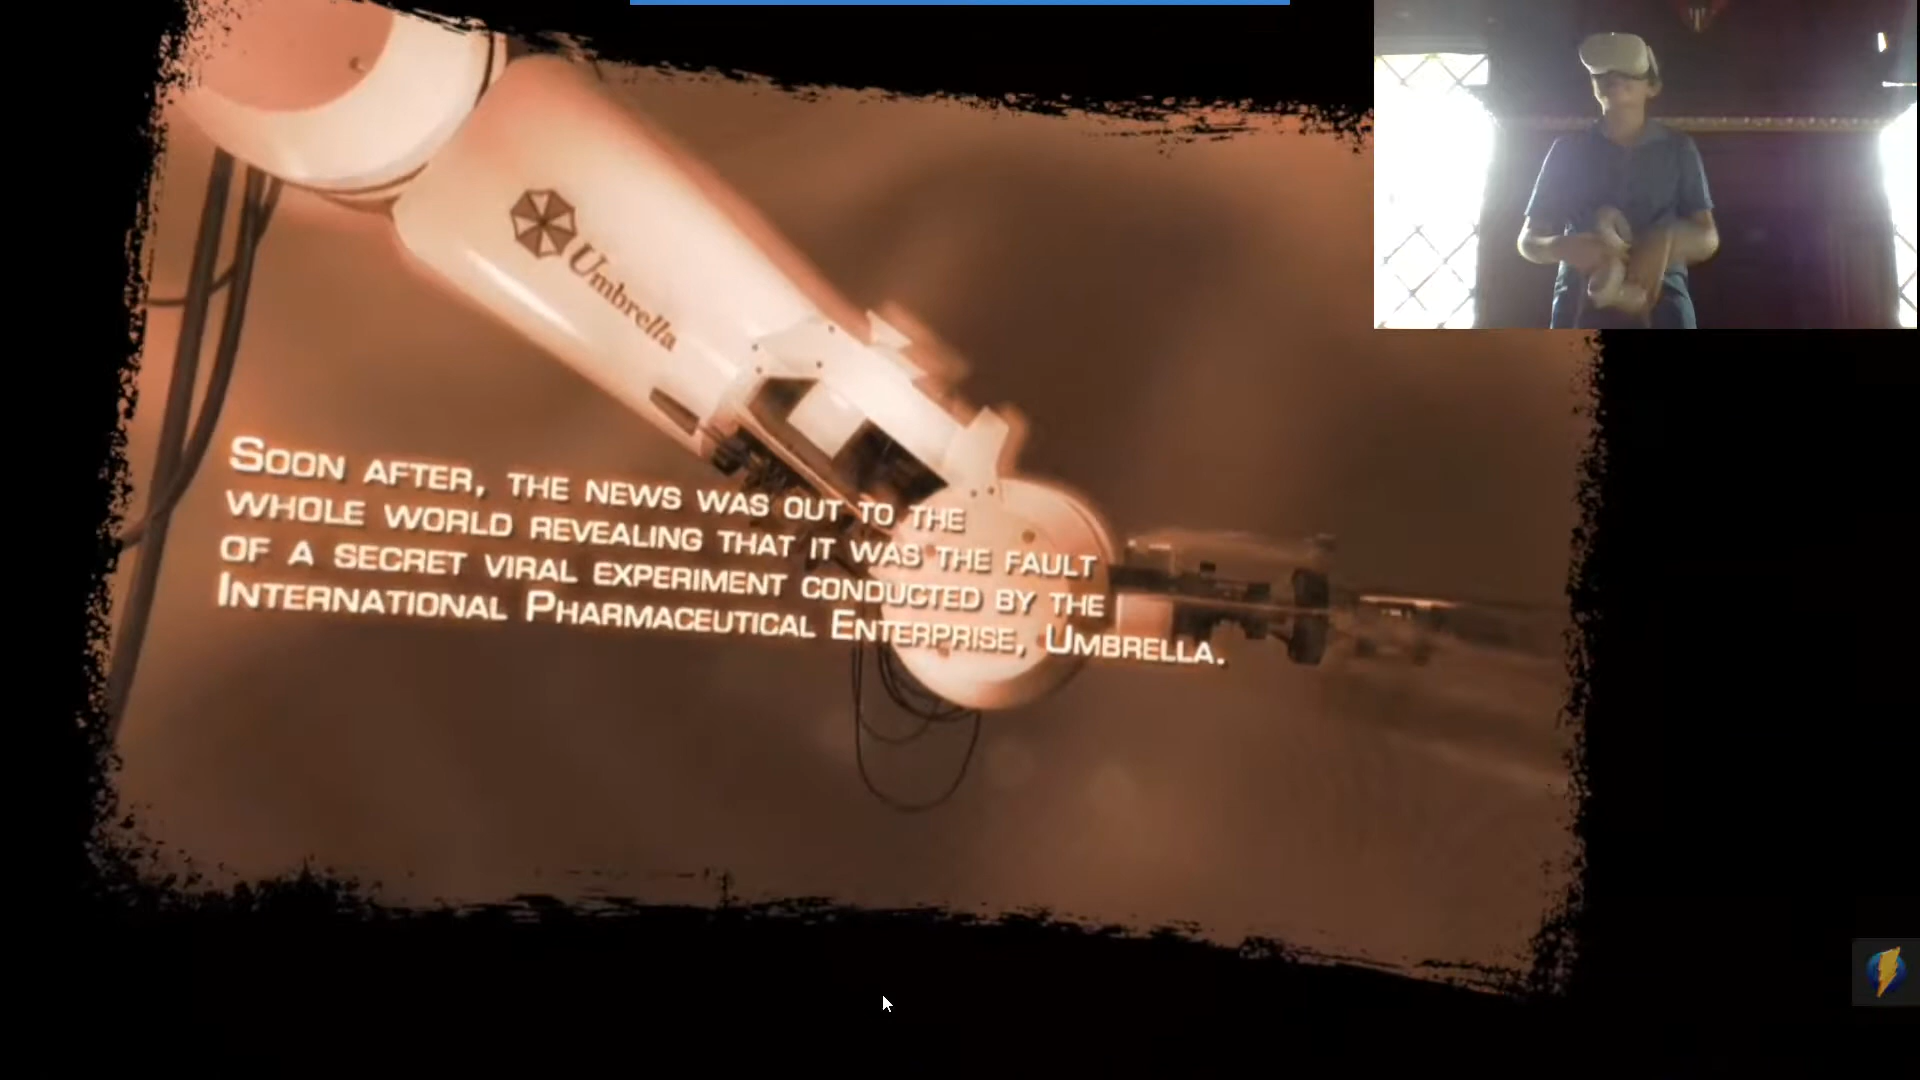 Umbrella
SOON AFTER, THE NEWS WAS OUT TO THE
WHOLE WORLD REVEALING THAT IT WAS THE FAULT
OF A SECRET VIRAL EXPERIMENT CONDUCTED BY THE
INTERNATIONAL PHARMACEUTICAL ENTERPRISE, UMBRELLA.